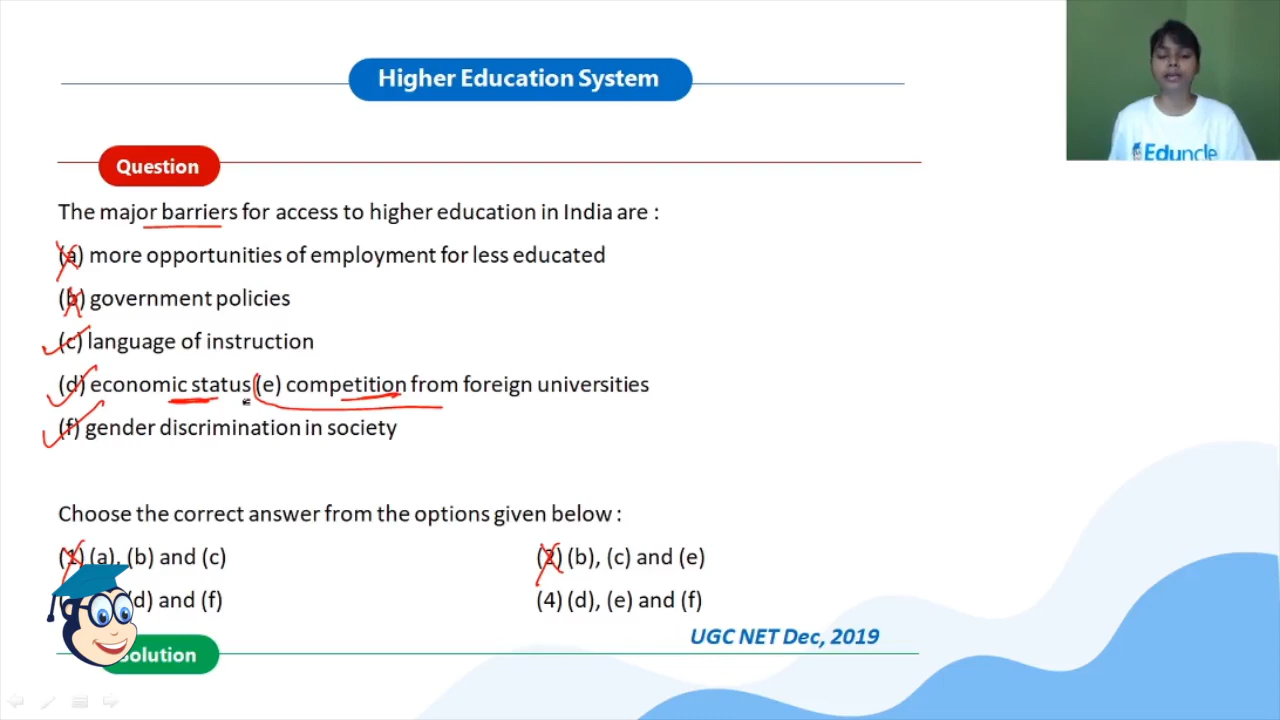 Higher Education System
Eduncle
Question
The major barriers for access to higher education in India are :
(a) more opportunities of employment for less educated
(b) government policies
(c) language of instruction
(d) economic status (e) competition from foreign universities
(f) gender discrimination in society
Choose the correct answer from the options given below :
(1) (a), (b) and (c) (2) (b), (c) and (e)
(d) and (f) (4) (d), (e) and (f)
UGC NET Dec, 2019
Solution